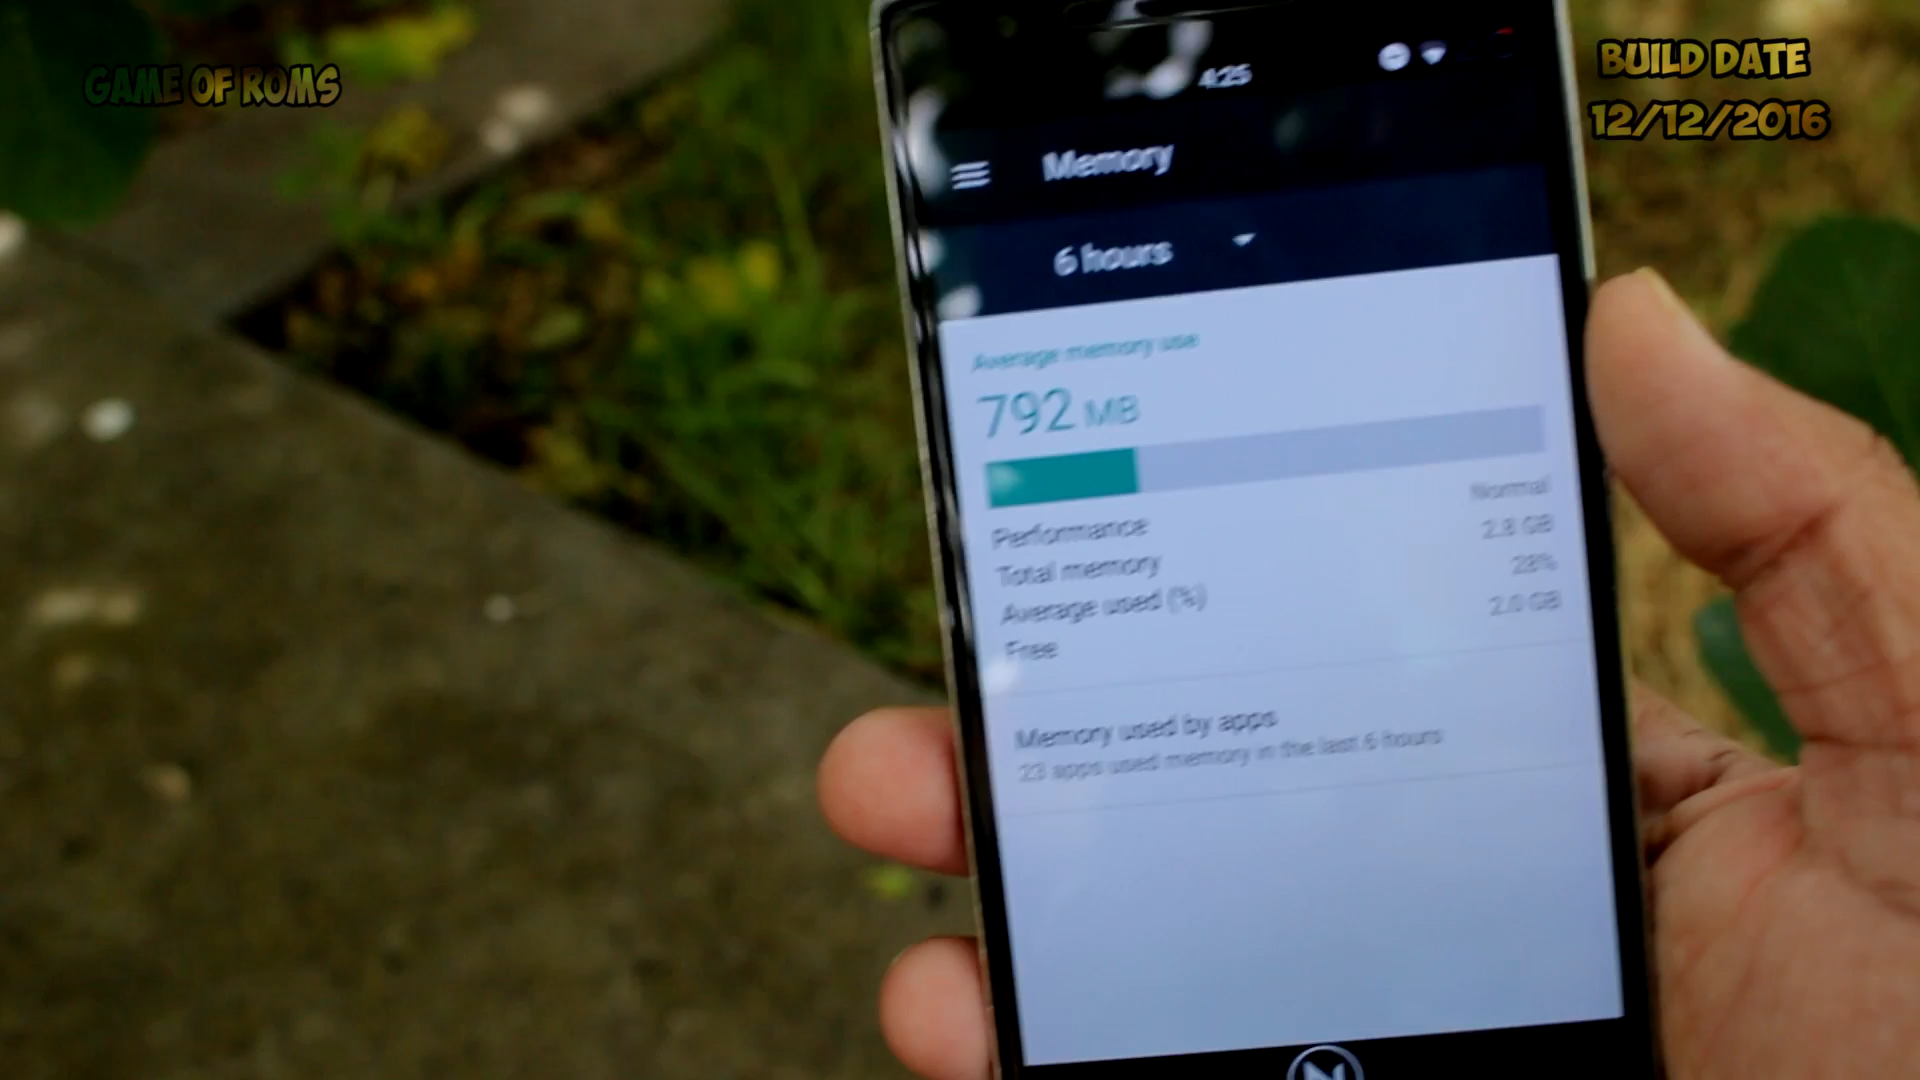 GAME OF ROMS
BUILD DATE
12/12/2016
4:25
Memory
6 hours
Average memory use
792 MB
Performance Normal
Total memory 2.8 GB
Average used (%) 28%
Free 2.0 GB
Memory used by apps
23 apps used memory in the last 6 hours
N